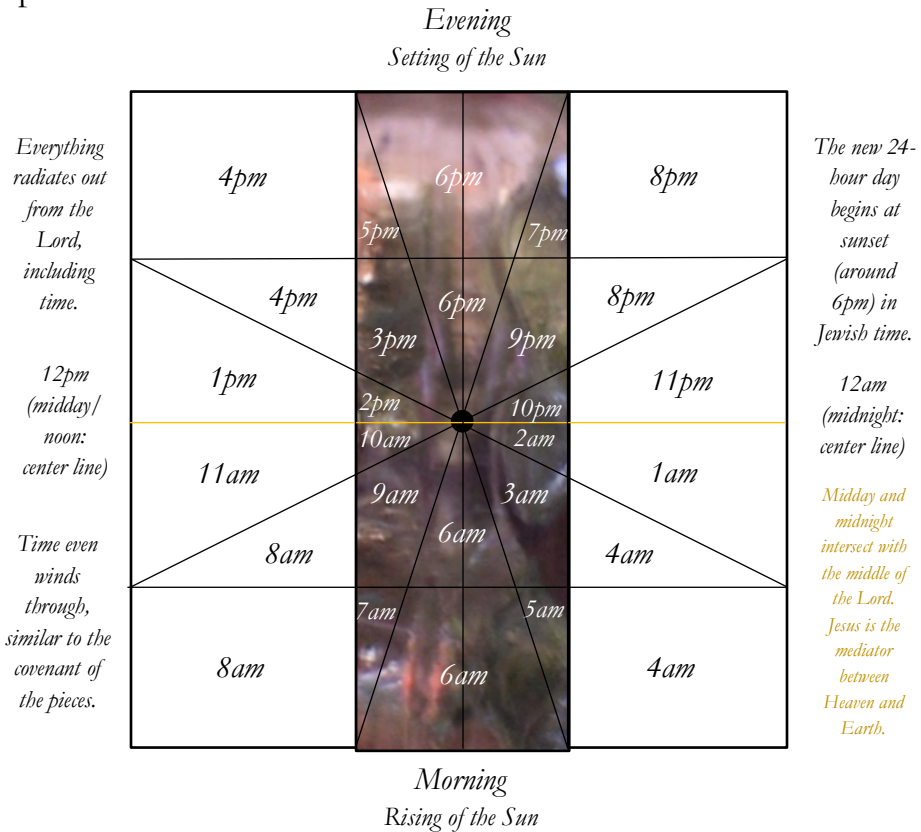 Evening
Setting of the Sun
Everything
radiates out
from the
Lord,
including
time.
12pm
(midday/
noon:
center line)
Time even
winds
through,
similar to the
covenant of
the pieces.
4pm
6pm
8pm
5pm
7pm
4pm
6pm
8pm
3pm
9pm
1pm
11pm
2pm
10pm
10am
2am
11am
1am
9am
3am
6am
8am
4am
7am
5am
8am
6am
4am
The new 24-
hour day
begins at
sunset
(around
6pm) in
Jewish time.
12am
(midnight:
center line)
Midday and
midnight
intersect with
the middle of
the Lord.
Jesus is the
mediator
between
Heaven and
Earth.
Morning
Rising of the Sun